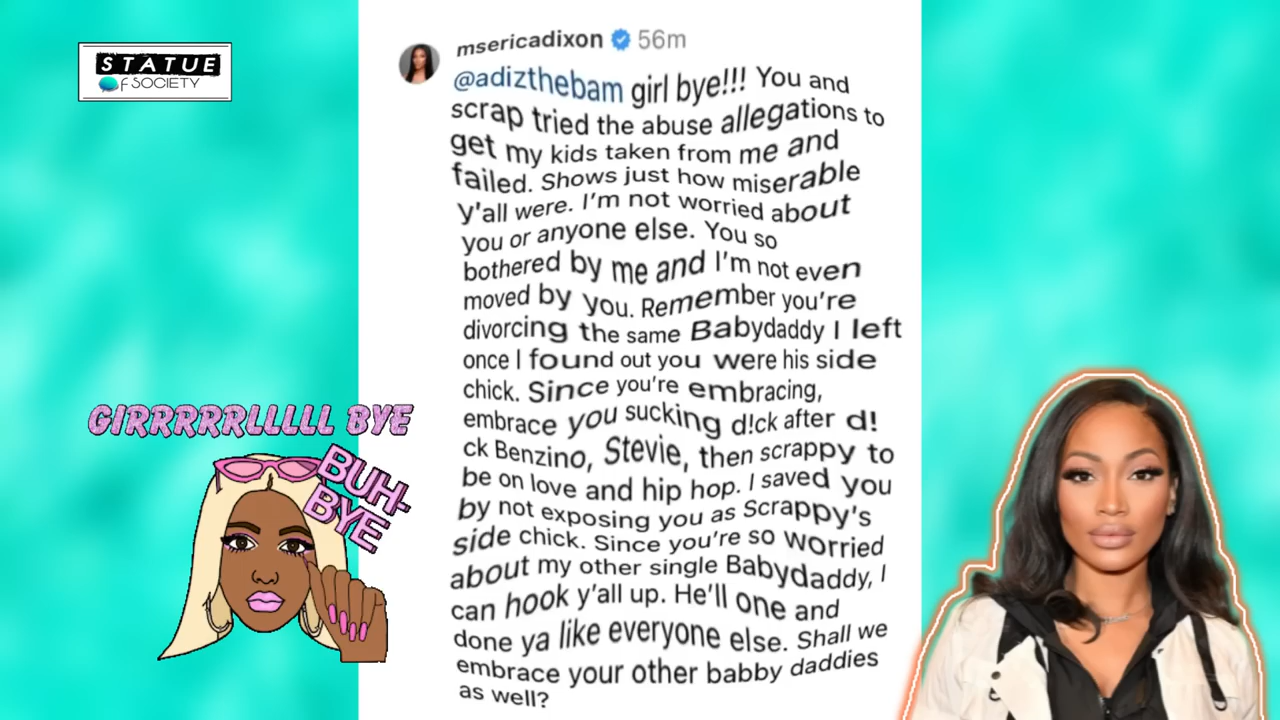 STATUE
Of SOCIETY
msericadixon 56m
@adizthebam girl bye!!! You and
scrap tried the abuse allegations to
get my kids taken from me and
failed. Shows just how miserable
y'all were. I'm not worried about
you or anyone else. You so
bothered by me and I'm not even
moved by you. Remember you're
divorcing the same Babydaddy I left
once I found out you were his side
chick. Since you're embracing,
embrace you sucking d!ck after d!
ck Benzino, Stevie, then scrappy to
be on love and hip hop. I saved you
by not exposing you as Scrappy's
side chick. Since you're so worried
about my other single Babydaddy, I
can hook y'all up. He'll one and
done ya like everyone else. Shall we
embrace your other babby daddies
as well?
GIRRRRRLLLLL BYE
BUH-
BYE